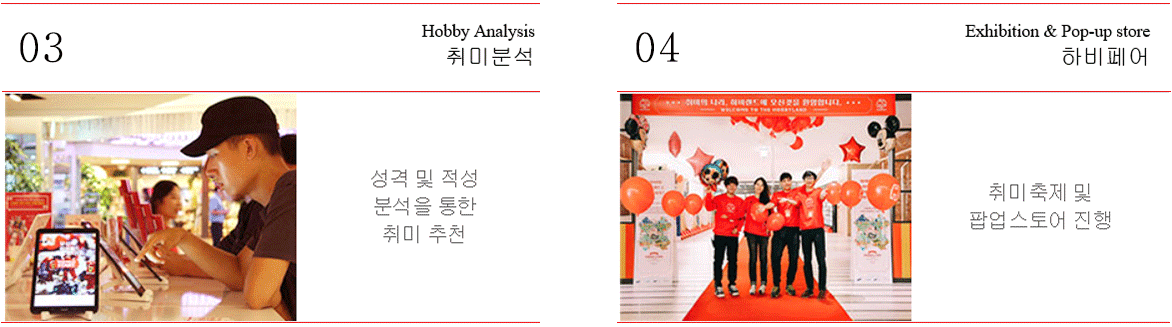 03
Hobby Analysis
취미분석
성격 및 적성
분석을 통한
취미 추천
04
Exhibition & Pop-up store
하비페어
취미의 나라, 하비랜드에 오신것을 환영합니다.
WELCOME TO THE HOBBYLAND
취미축제 및
팝업스토어 진행